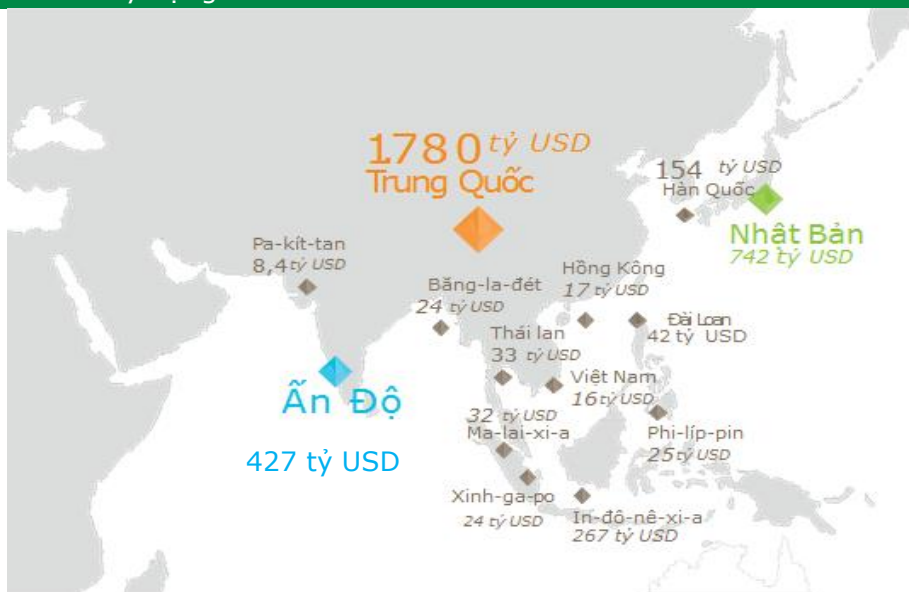 1780 tỷ USD
Trung Quốc
154 tỷ USD
Hàn Quốc
Nhật Bản
742 tỷ USD
Pa-kít-tan
8,4 tỷ USD
Băng-la-đét
24 tỷ USD
Hồng Kông
17 tỷ USD
Đài Loan
42 tỷ USD
Thái lan
33 tỷ USD
Việt Nam
16 tỷ USD
Ấn Độ
427 tỷ USD
32 tỷ USD
Ma-lai-xi-a
Phi-líp-pin
25 tỷ USD
Xinh-ga-po
24 tỷ USD
In-đô-nê-xi-a
267 tỷ USD